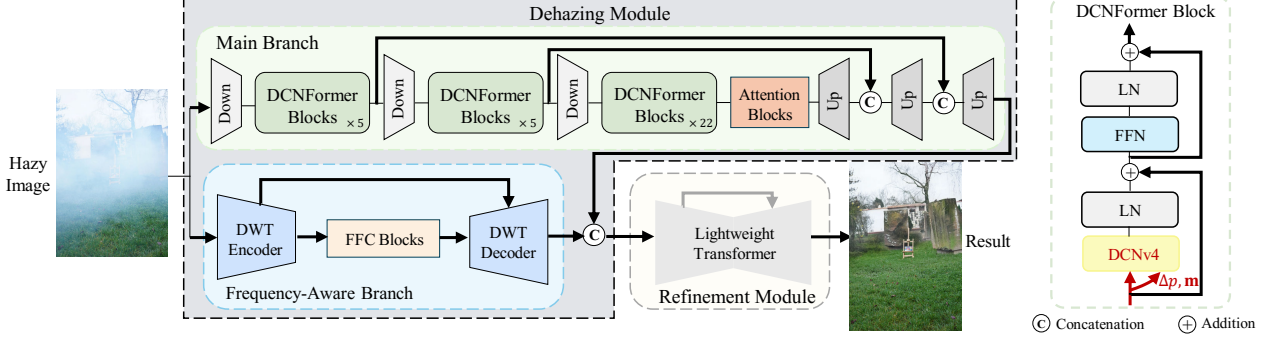 Dehazing Module
Main Branch
Down
DCNFormer
Blocks ×5
Down
DCNFormer
Blocks ×5
Down
DCNFormer
Blocks ×22
Attention
Blocks
Up
C
Up
C
Up
Hazy
Image
DWT
Encoder
FFC Blocks
DWT
Decoder
Frequency-Aware Branch
C
Lightweight
Transformer
Refinement Module
Result
DCNFormer Block
LN
FFN
LN
DCNv4
Δp, m
C Concatenation
+ Addition